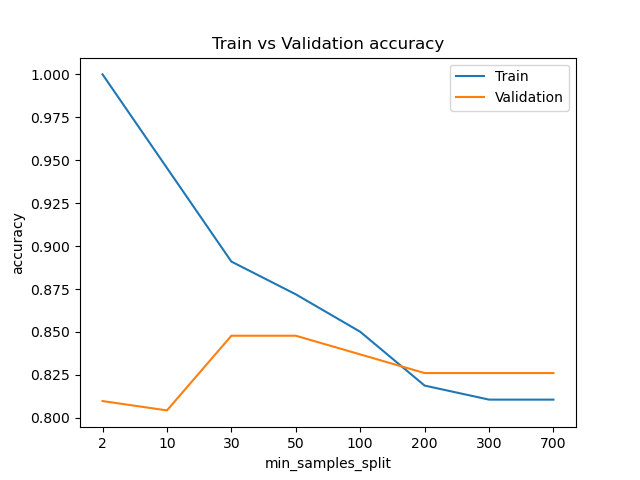 Train vs Validation accuracy
Train
Validation
accuracy
1.000
0.975
0.950
0.925
0.900
0.875
0.850
0.825
0.800
2 10 30 50 100 200 300 700
min_samples_split